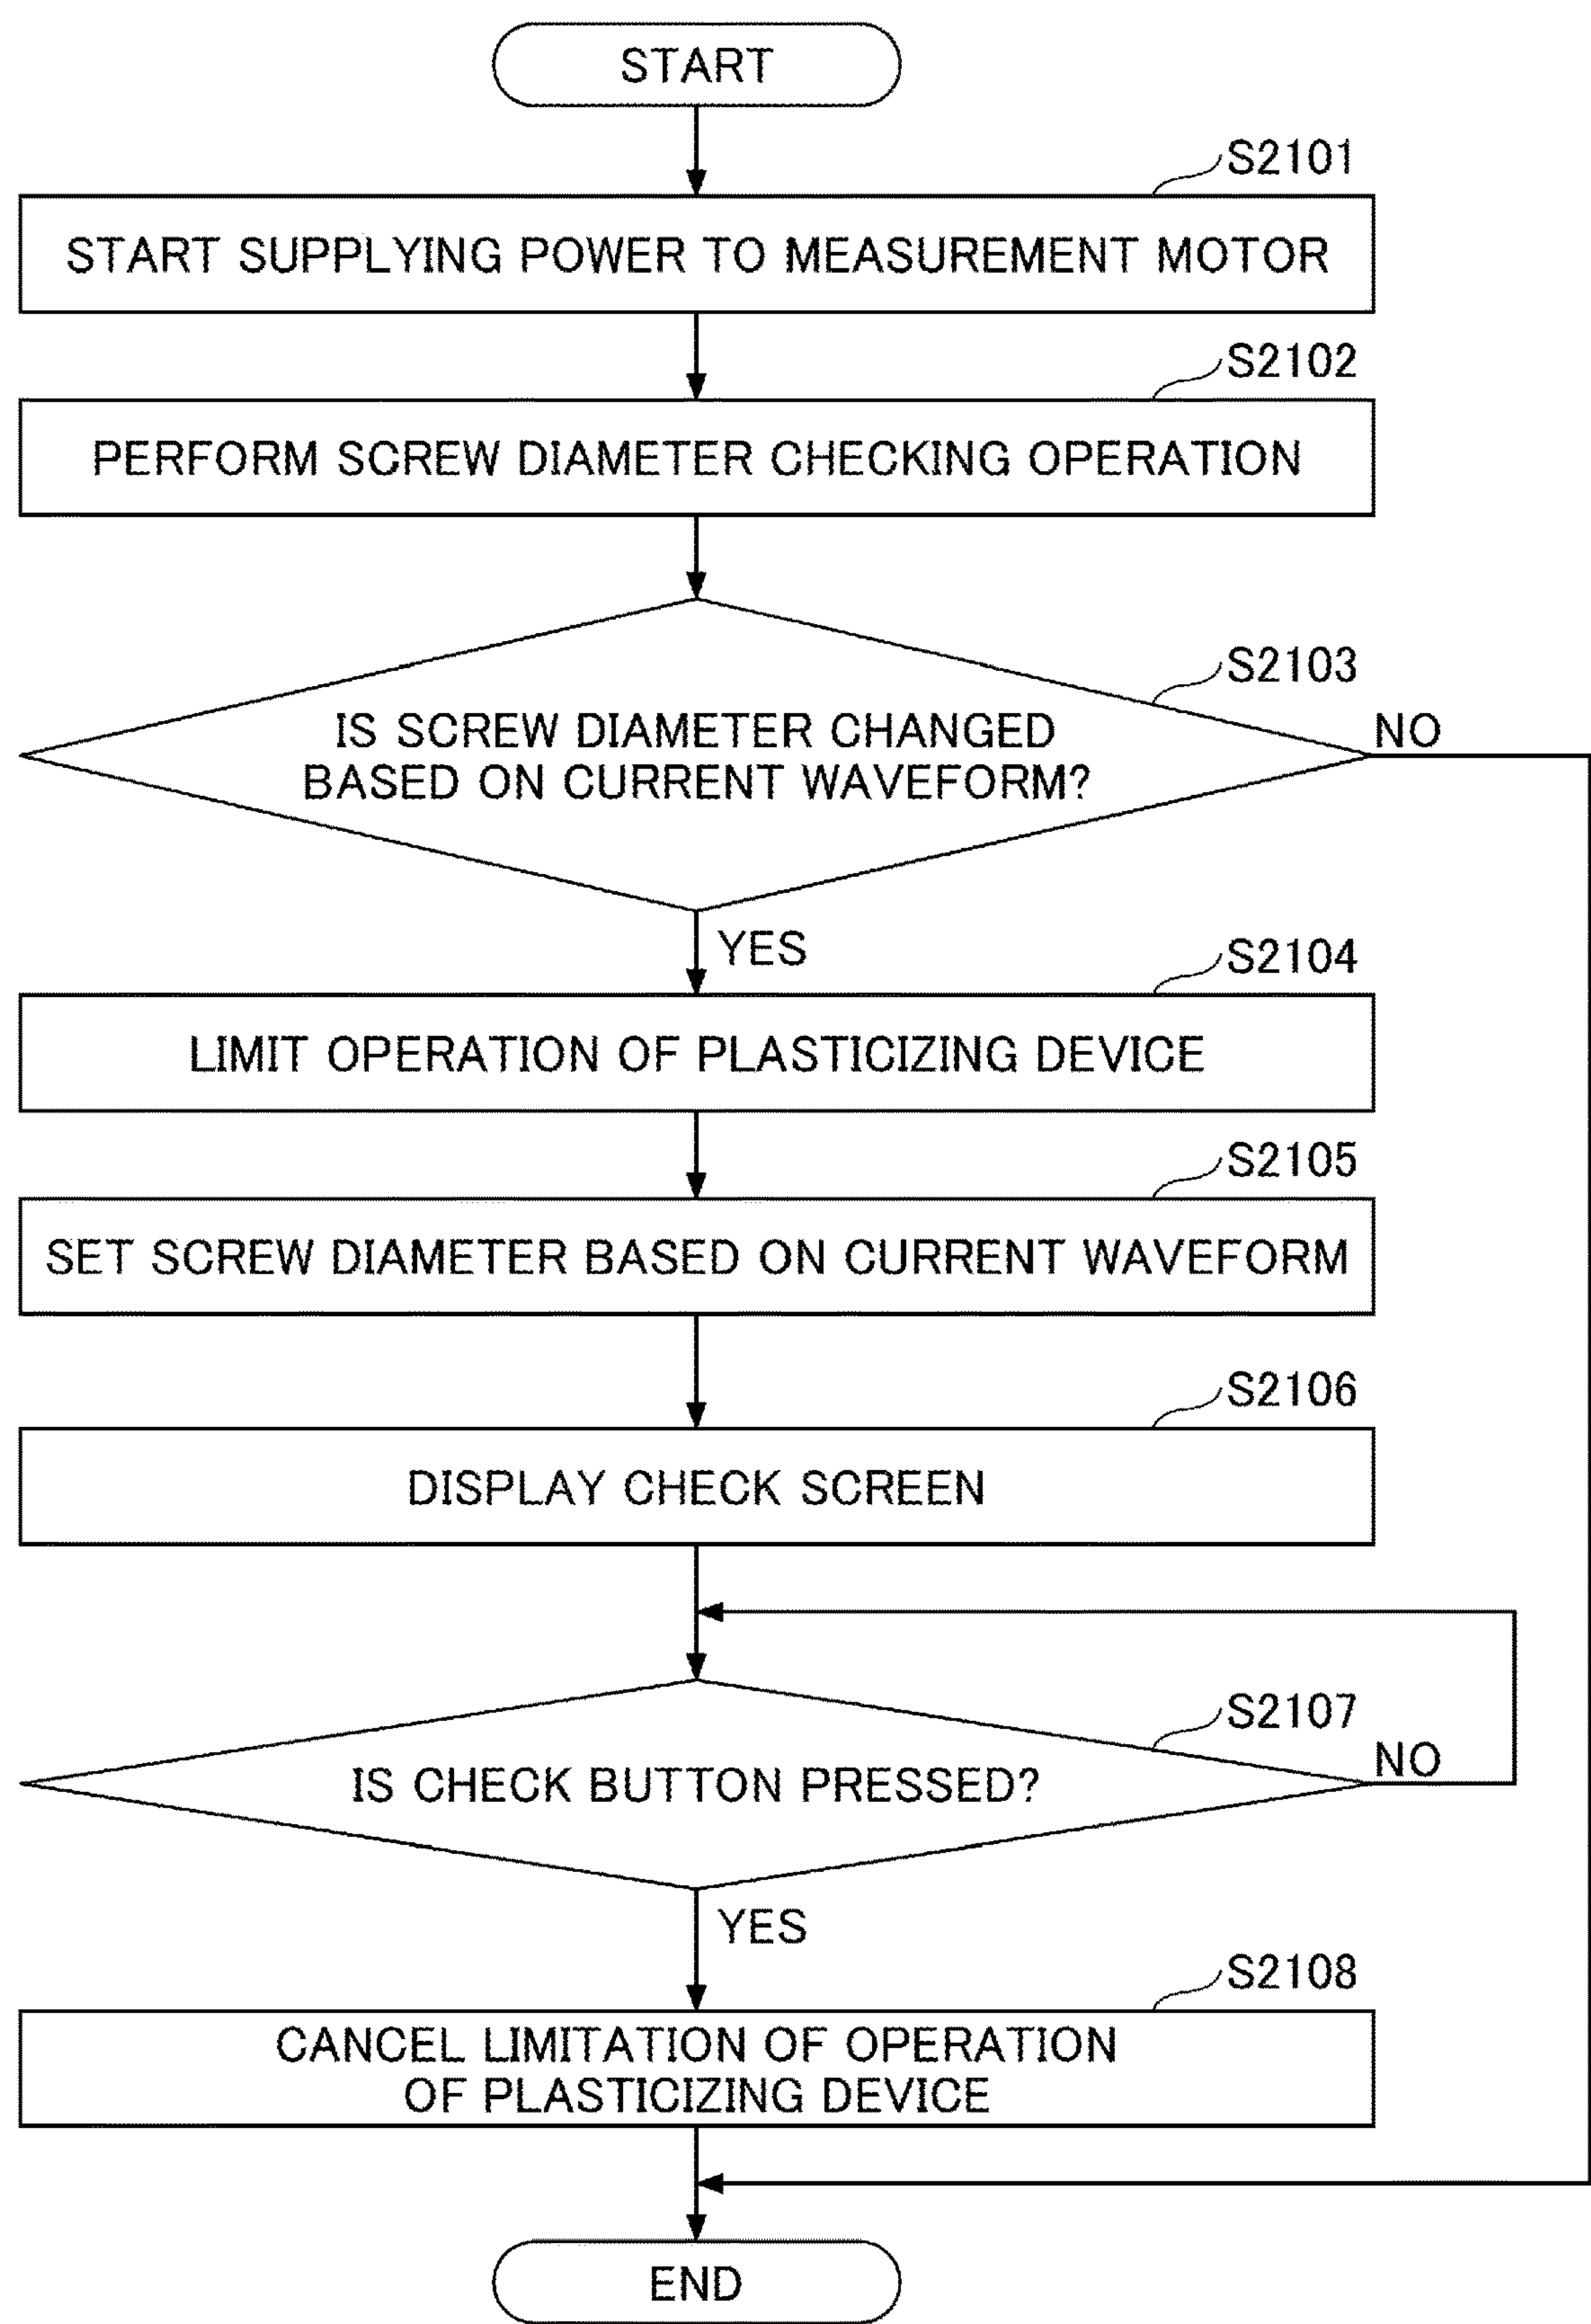 START
S2101
START SUPPLYING POWER TO MEASUREMENT MOTOR
S2102
PERFORM SCREW DIAMETER CHECKING OPERATION
S2103
IS SCREW DIAMETER CHANGED
BASED ON CURRENT WAVEFORM?
NO
YES
S2104
LIMIT OPERATION OF PLASTICIZING DEVICE
S2105
SET SCREW DIAMETER BASED ON CURRENT WAVEFORM
S2106
DISPLAY CHECK SCREEN
S2107
IS CHECK BUTTON PRESSED?
NO
YES
S2108
CANCEL LIMITATION OF OPERATION
OF PLASTICIZING DEVICE
END